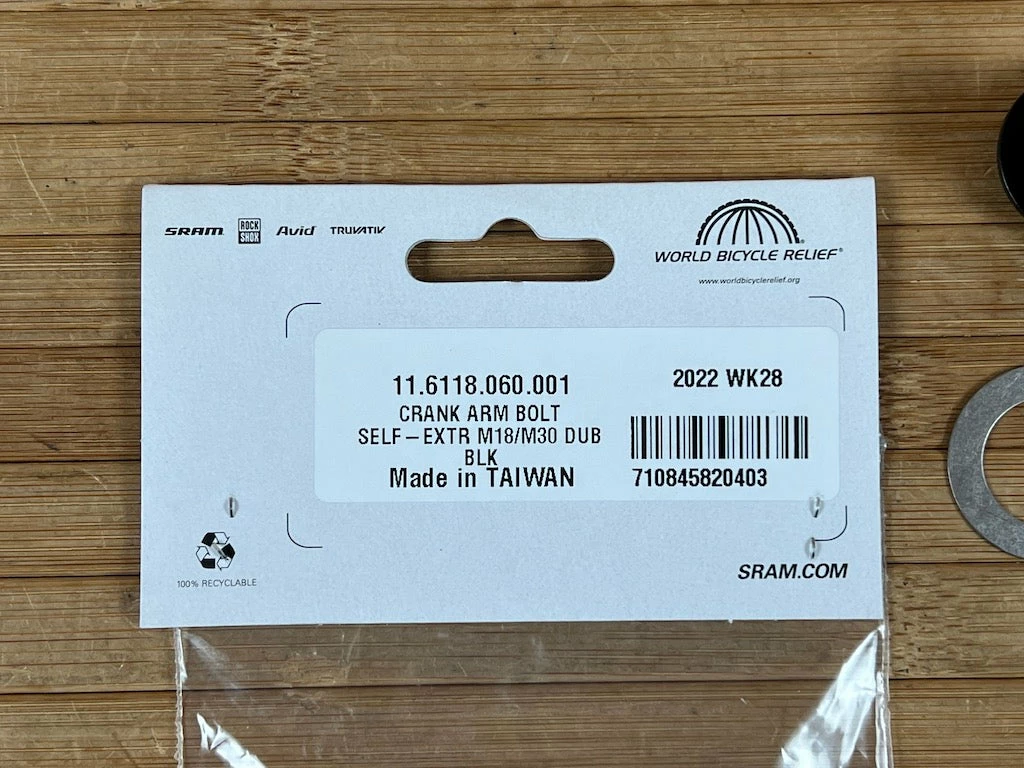 SRAM
ROCK
SHOX
Avid
TRUVATIV
WORLD BICYCLE RELIEF®
www.worldbicyclerelief.org
11.6118.060.001
CRANK ARM BOLT
SELF-EXTR M18/M30 DUB
BLK
Made in TAIWAN
2022 WK28
710845820403
100% RECYCLABLE
SRAM.COM